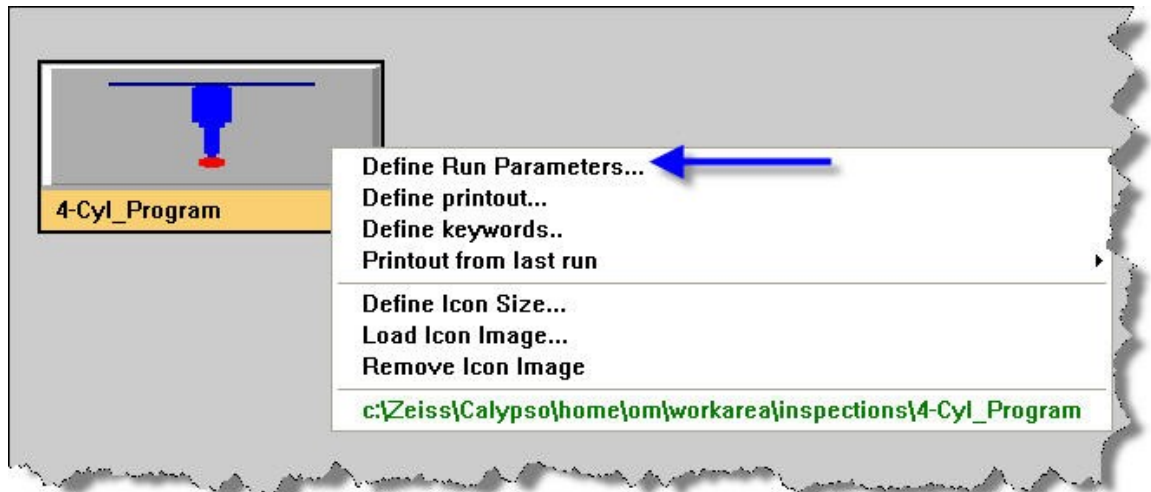 4-Cyl_Program
Define Run Parameters...
Define printout...
Define keywords..
Printout from last run
Define Icon Size...
Load Icon Image...
Remove Icon Image
c:\Zeiss\Calypso\home\om\workarea\inspections\4-Cyl_Program